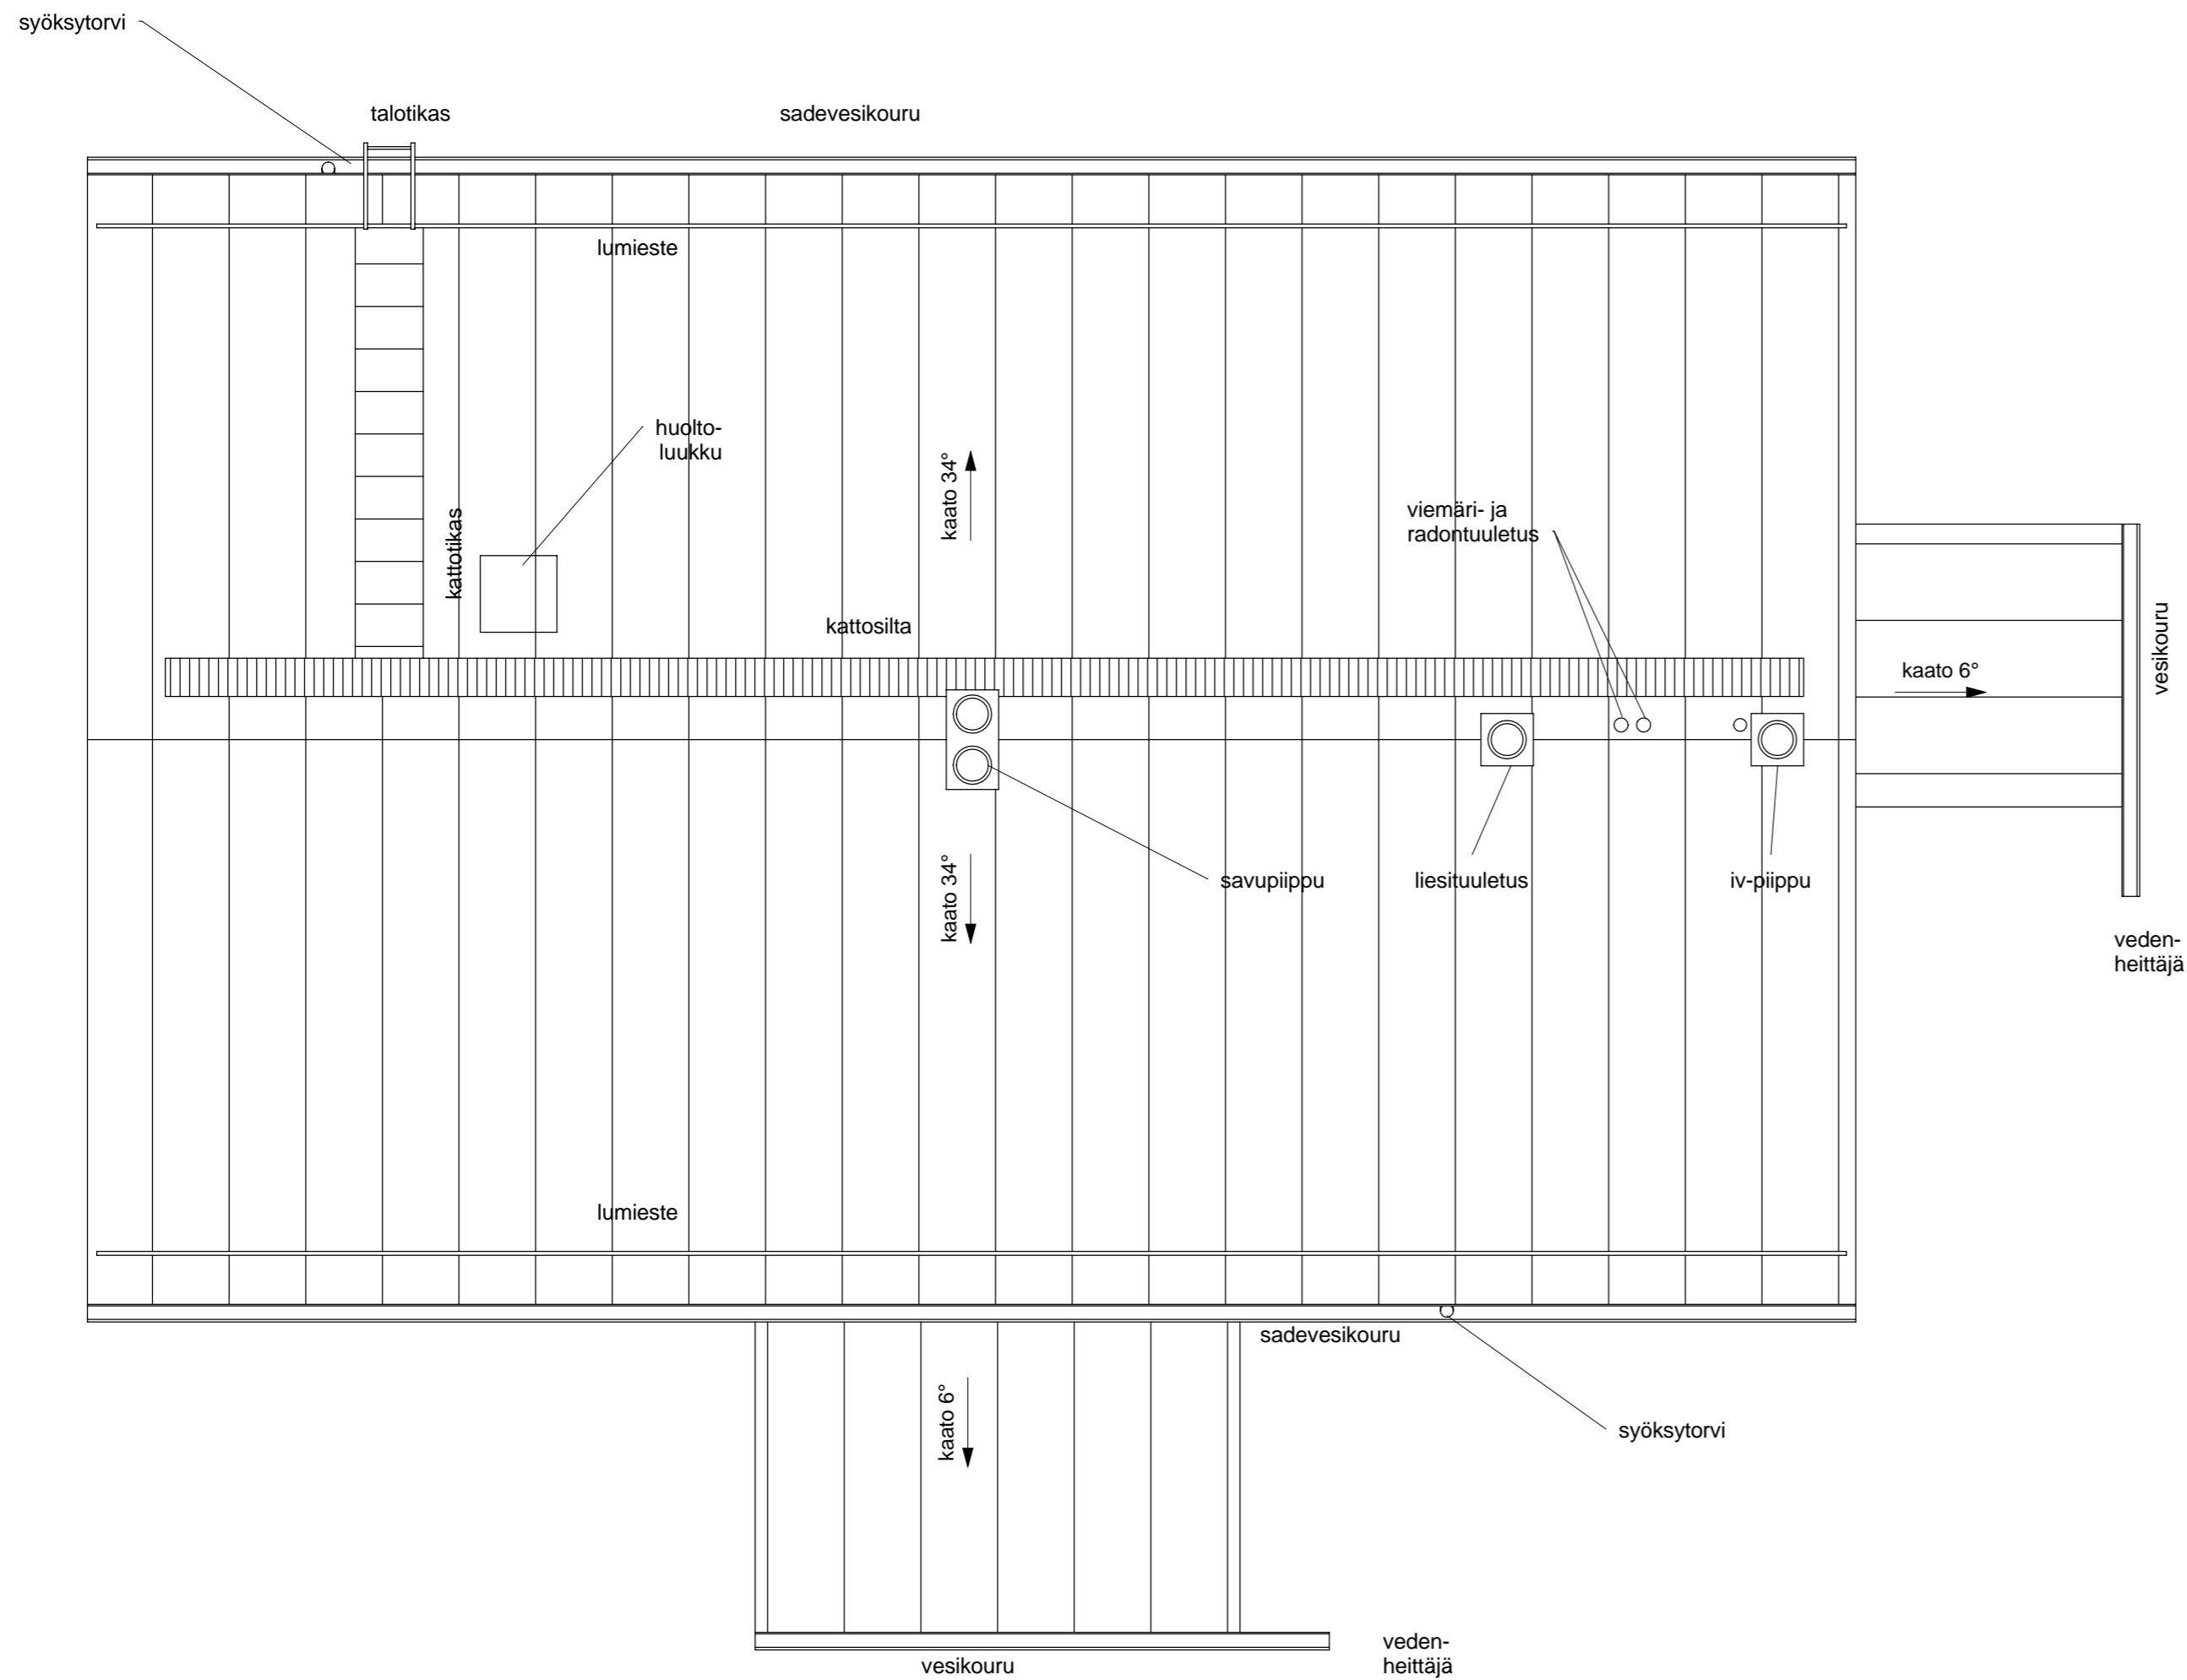 syöksytorvi
talotikas
sadevesikouru
lumieste
huolto-
luukku
kaato 34°
kattotikas
viemäri- ja
radontuuletus
kattosilta
vesikouru
kaato 6°
savupiippu
liesituuletus
iv-piippu
kaato 34°
veden-
heittäjä
lumieste
sadevesikouru
kaato 6°
syöksytorvi
veden-
heittäjä
vesikouru